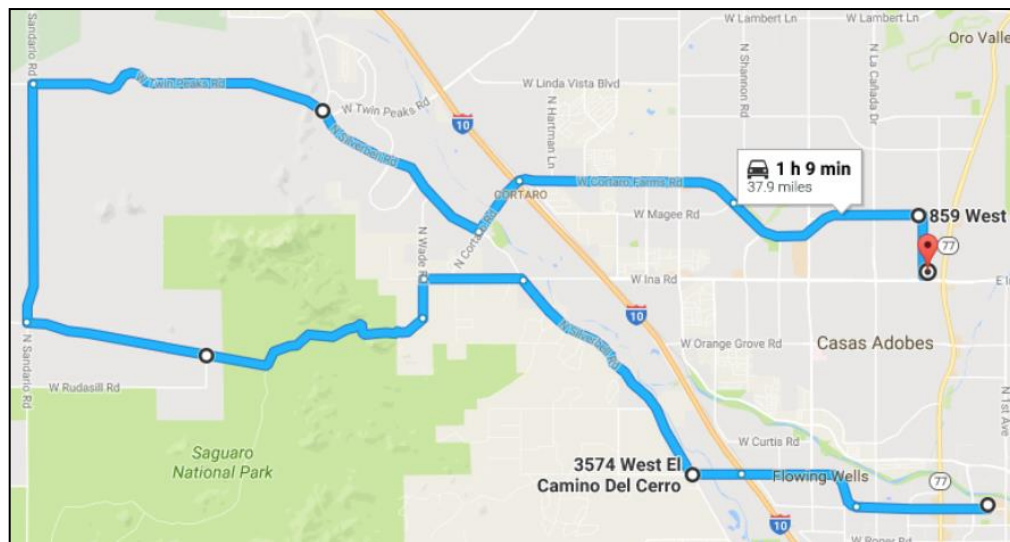 Sandario Rd
W Lambert Ln
W Lambert Ln
Oro Valle
W Twin Peaks Rd
W Twin Peaks Rd
W Linda Vista Blvd
N Shannon Rd
N La Cañada Dr
N Hartman Ln
10
N Silverbell Rd
CORTARO
W Cortaro Farms Rd
1 h 9 min
37.9 miles
W Magee Rd
859 West
77
N Cortaro Rd
N Wade Rd
W Ina Rd
10
N Silverbell Rd
N Sandario Rd
W Orange Grove Rd
Casas Adobes
W Rudasill Rd
N 1st Ave
Saguaro
National Park
W Curtis Rd
3574 West El
Camino Del Cerro
Flowing Wells
77
10